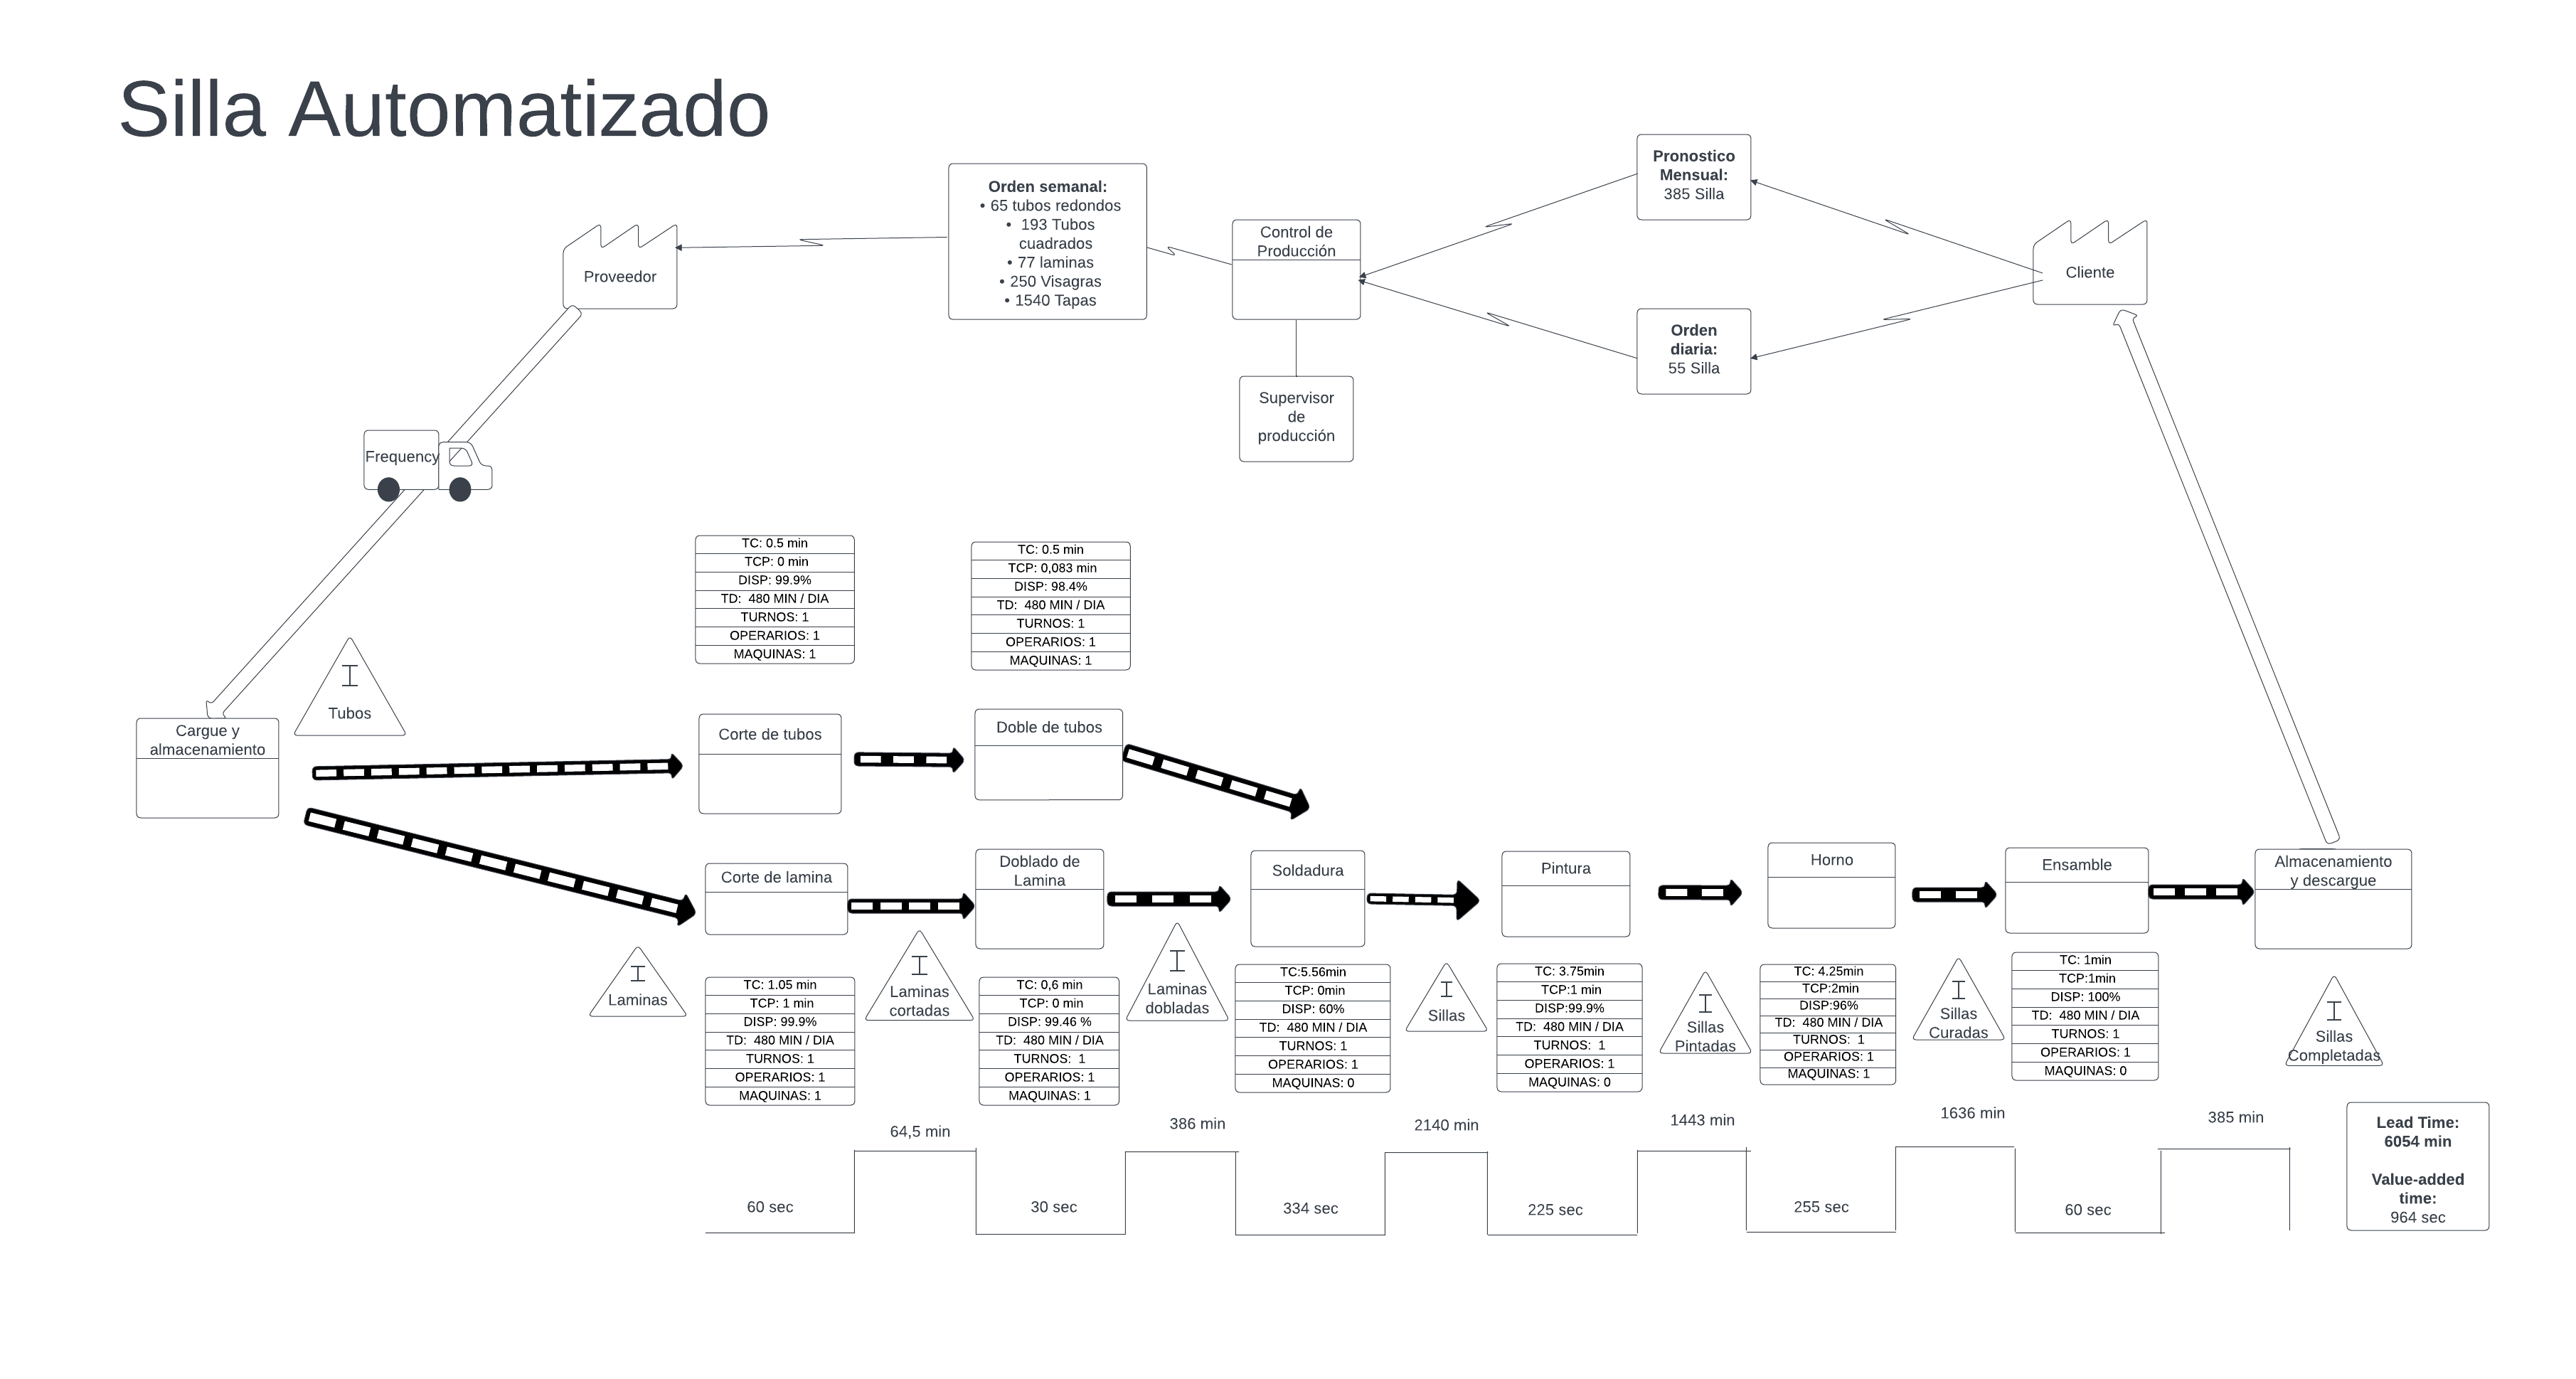 Silla Automatizado
Pronostico
Mensual:
385 Silla
Orden semanal:
• 65 tubos redondos
• 193 Tubos
cuadrados
• 77 laminas
• 250 Visagras
• 1540 Tapas
Control de
Producción
Proveedor
Cliente
Orden
diaria:
55 Silla
Supervisor
de
producción
Frequency
TC: 0.5 min
TCP: 0 min
DISP: 99.9%
TD: 480 MIN / DIA
TURNOS: 1
OPERARIOS: 1
MAQUINAS: 1
TC: 0.5 min
TCP: 0,083 min
DISP: 98.4%
TD: 480 MIN / DIA
TURNOS: 1
OPERARIOS: 1
MAQUINAS: 1
I
Tubos
Cargue y
almacenamiento
Corte de tubos
Doble de tubos
Corte de lamina
Doblado de
Lamina
Soldadura
Pintura
Horno
Ensamble
Almacenamiento
y descargue
I
Laminas
TC: 1.05 min
TCP: 1 min
DISP: 99.9%
TD: 480 MIN / DIA
TURNOS: 1
OPERARIOS: 1
MAQUINAS: 1
I
Laminas
cortadas
TC: 0,6 min
TCP: 0 min
DISP: 99.46 %
TD: 480 MIN / DIA
TURNOS: 1
OPERARIOS: 1
MAQUINAS: 1
I
Laminas
dobladas
TC:5.56min
TCP: 0min
DISP: 60%
TD: 480 MIN / DIA
TURNOS: 1
OPERARIOS: 1
MAQUINAS: 0
I
Sillas
TC: 3.75min
TCP:1 min
DISP:99.9%
TD: 480 MIN / DIA
TURNOS: 1
OPERARIOS: 1
MAQUINAS: 0
I
Sillas
Pintadas
TC: 4.25min
TCP:2min
DISP:96%
TD: 480 MIN / DIA
TURNOS: 1
OPERARIOS: 1
MAQUINAS: 1
I
Sillas
Curadas
TC: 1min
TCP:1min
DISP: 100%
TD: 480 MIN / DIA
TURNOS: 1
OPERARIOS: 1
MAQUINAS: 0
I
Sillas
Completadas
64,5 min
386 min
2140 min
1443 min
1636 min
385 min
60 sec
30 sec
334 sec
225 sec
255 sec
60 sec
Lead Time:
6054 min
Value-added
time:
964 sec